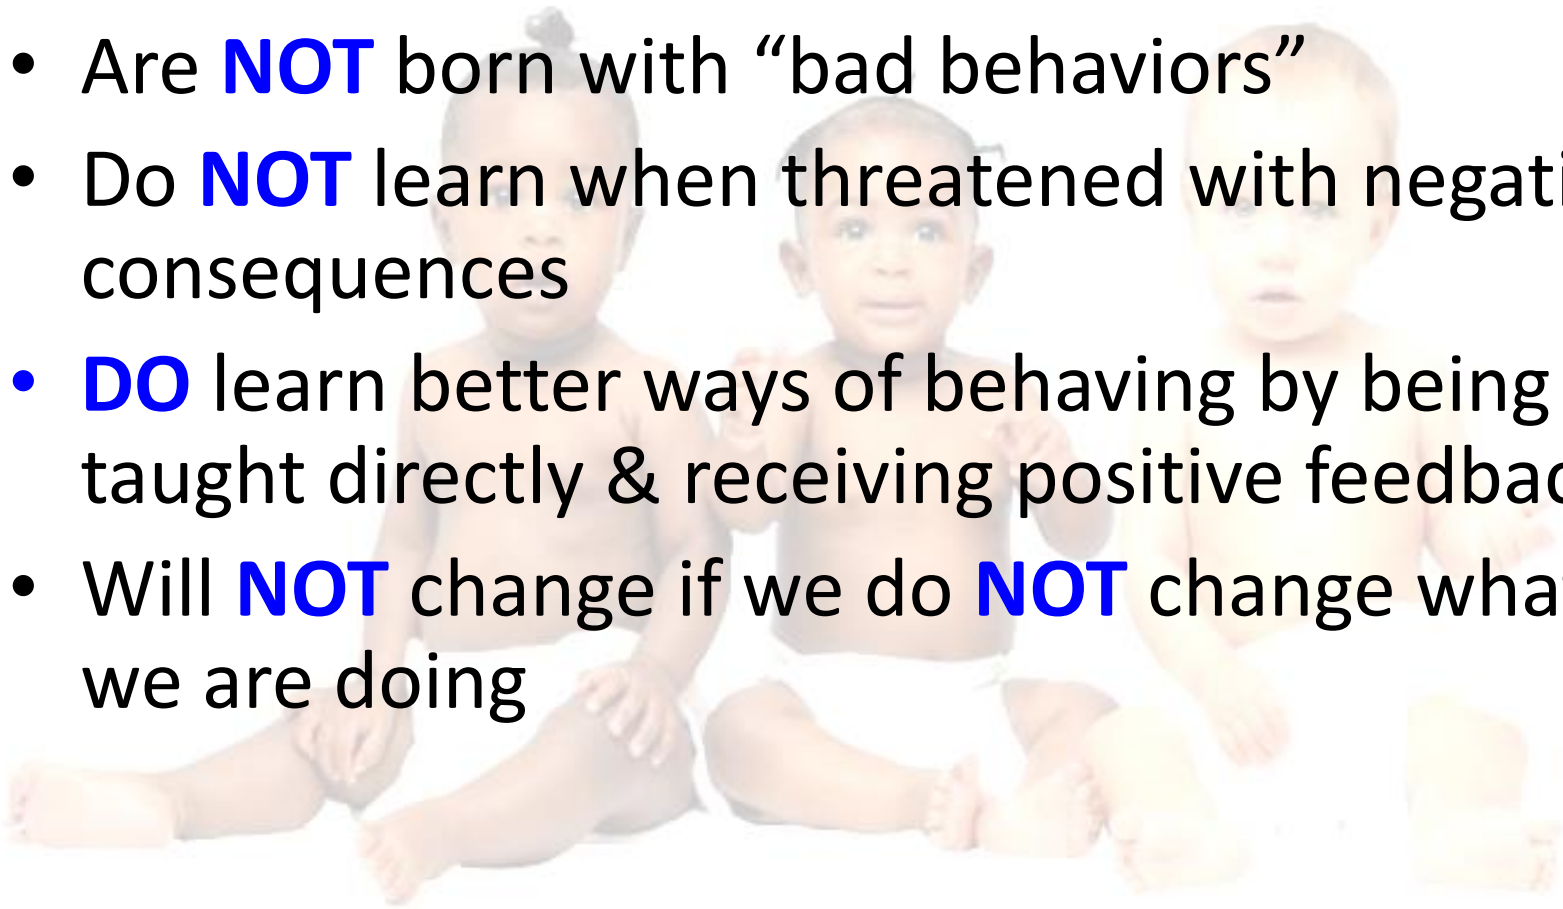 • Are NOT born with “bad behaviors”
• Do NOT learn when threatened with negati
consequences
• DO learn better ways of behaving by being
taught directly & receiving positive feedbac
• Will NOT change if we do NOT change what
we are doing